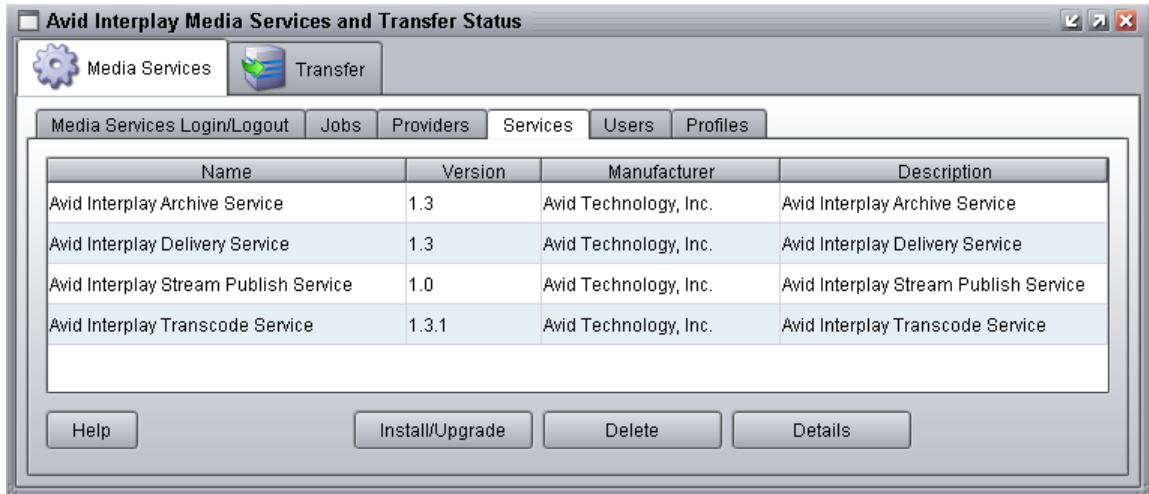 Avid Interplay Media Services and Transfer Status
Media Services Transfer
Media Services Login/Logout Jobs Providers Services Users Profiles
Name Version Manufacturer Description
Avid Interplay Archive Service 1.3 Avid Technology, Inc. Avid Interplay Archive Service
Avid Interplay Delivery Service 1.3 Avid Technology, Inc. Avid Interplay Delivery Service
Avid Interplay Stream Publish Service 1.0 Avid Technology, Inc. Avid Interplay Stream Publish Service
Avid Interplay Transcode Service 1.3.1 Avid Technology, Inc. Avid Interplay Transcode Service
Help Install/Upgrade Delete Details